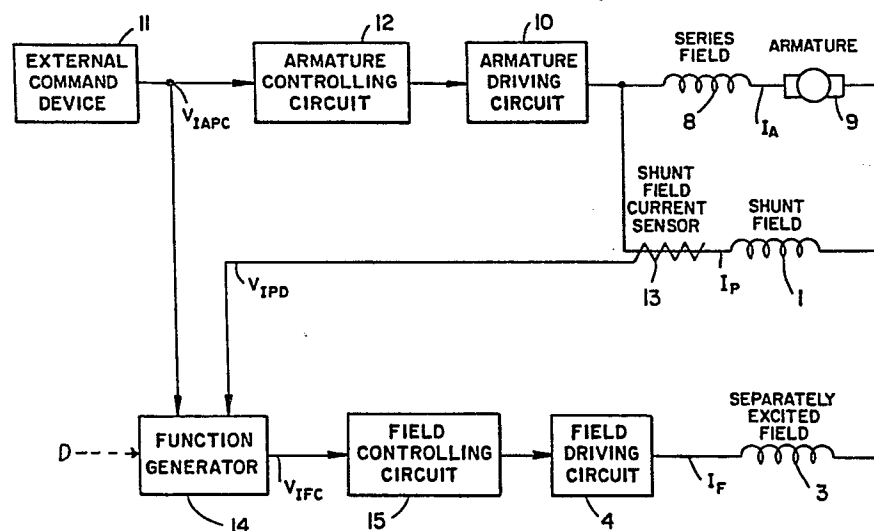 11
EXTERNAL
COMMAND
DEVICE
V_IAPC
12
ARMATURE
CONTROLLING
CIRCUIT
10
ARMATURE
DRIVING
CIRCUIT
SERIES
FIELD
8
I_A
ARMATURE
9
SHUNT
FIELD
CURRENT
SENSOR
13
I_P
SHUNT
FIELD
1
V_IPD
D
FUNCTION
GENERATOR
14
V_IFC
FIELD
CONTROLLING
CIRCUIT
15
FIELD
DRIVING
CIRCUIT
4
I_F
SEPARATELY
EXCITED
FIELD
3